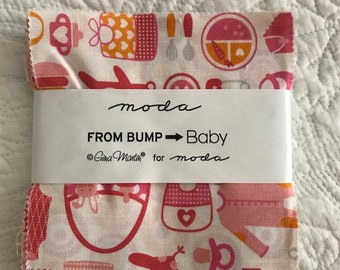 moda
FROM BUMP → Baby
©Gina Martin® for moda